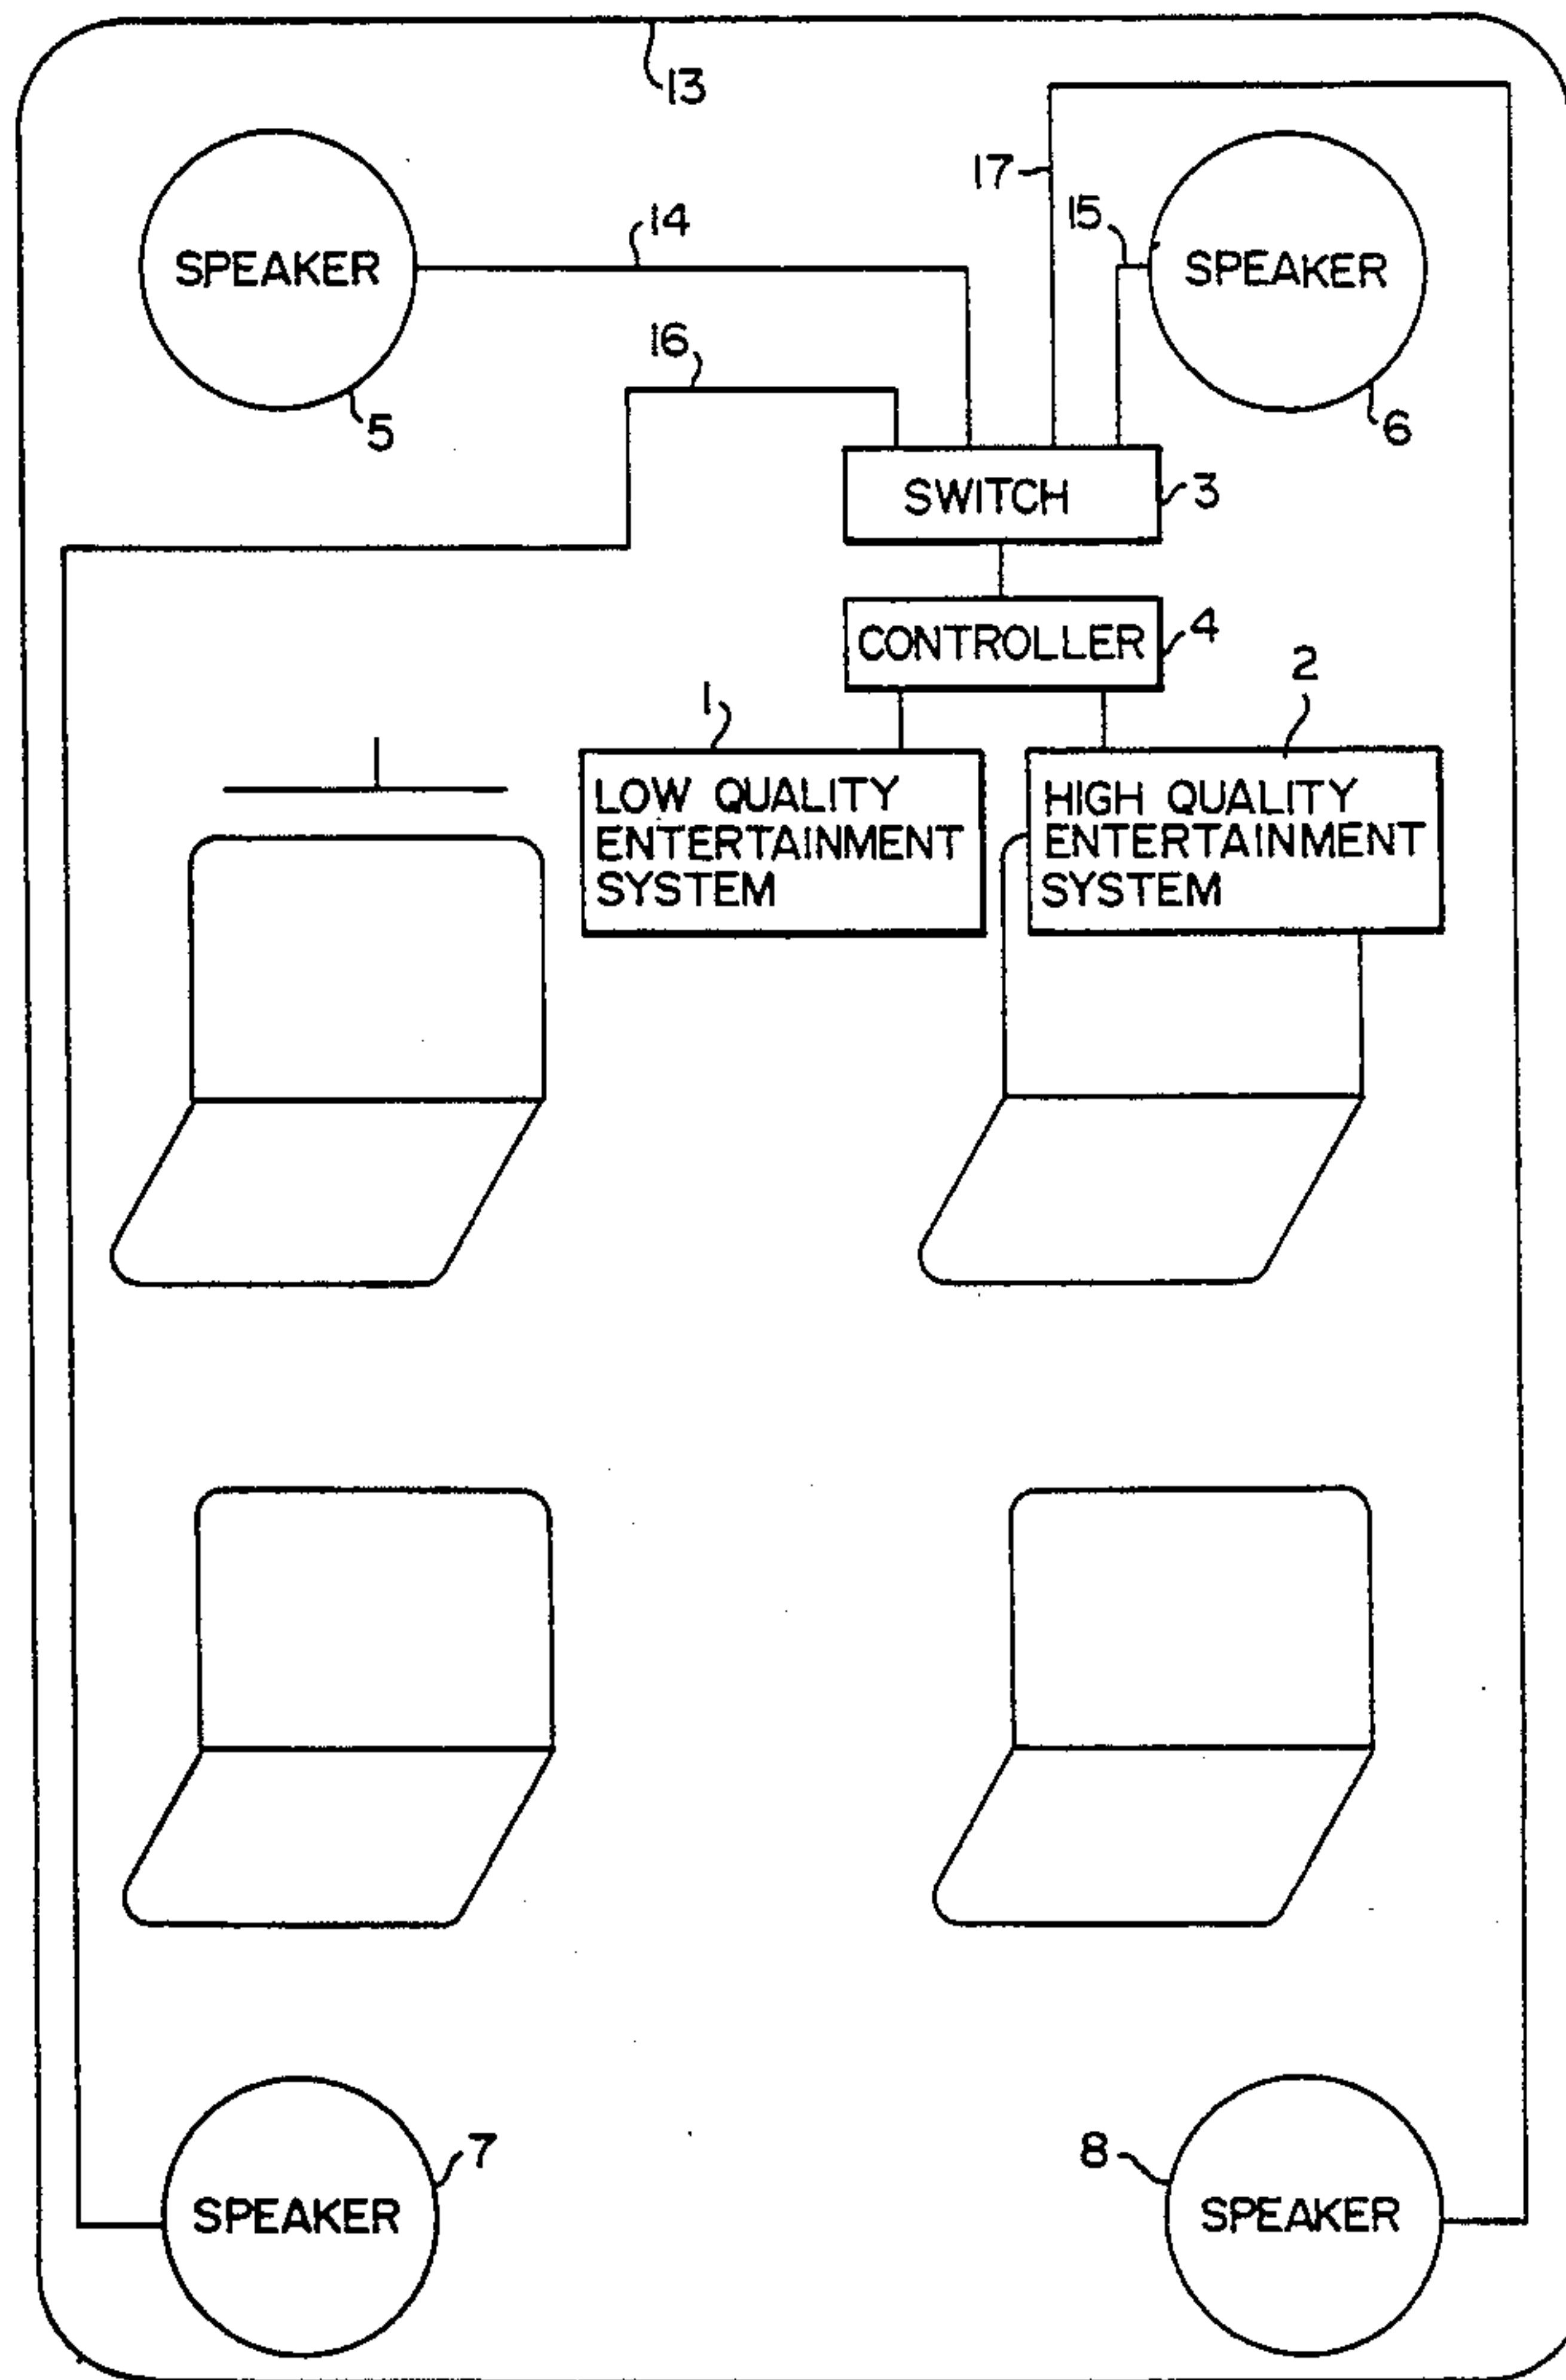 13
17
14
15
SPEAKER
SPEAKER
16
5
6
SWITCH
3
CONTROLLER
4
2
1
LOW QUALITY
ENTERTAINMENT
SYSTEM
HIGH QUALITY
ENTERTAINMENT
SYSTEM
7
8
SPEAKER
SPEAKER